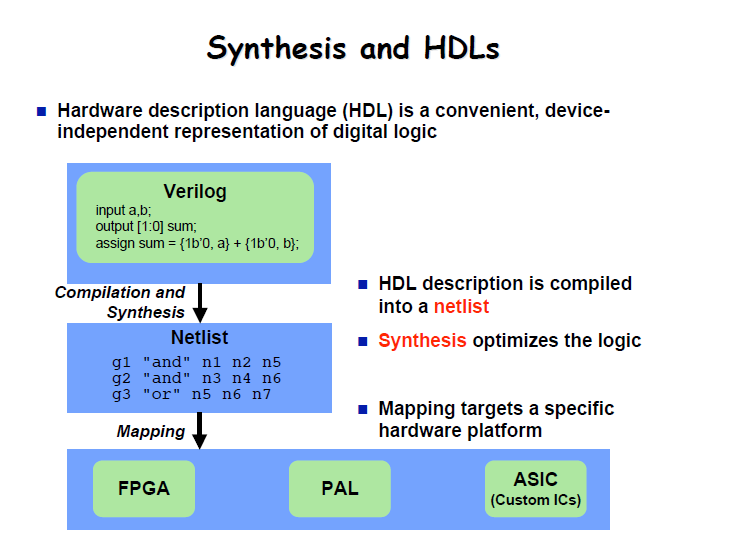 Synthesis and HDLs
■ Hardware description language (HDL) is a convenient, device-
independent representation of digital logic
Verilog
input a,b;
output [1:0] sum;
assign sum = {1b'0, a} + {1b'0, b};
Compilation and
Synthesis
■ HDL description is compiled
into a netlist
Netlist
g1 "and" n1 n2 n5
g2 "and" n3 n4 n6
g3 "or" n5 n6 n7
■ Synthesis optimizes the logic
Mapping
■ Mapping targets a specific
hardware platform
FPGA
PAL
ASIC
(Custom ICs)